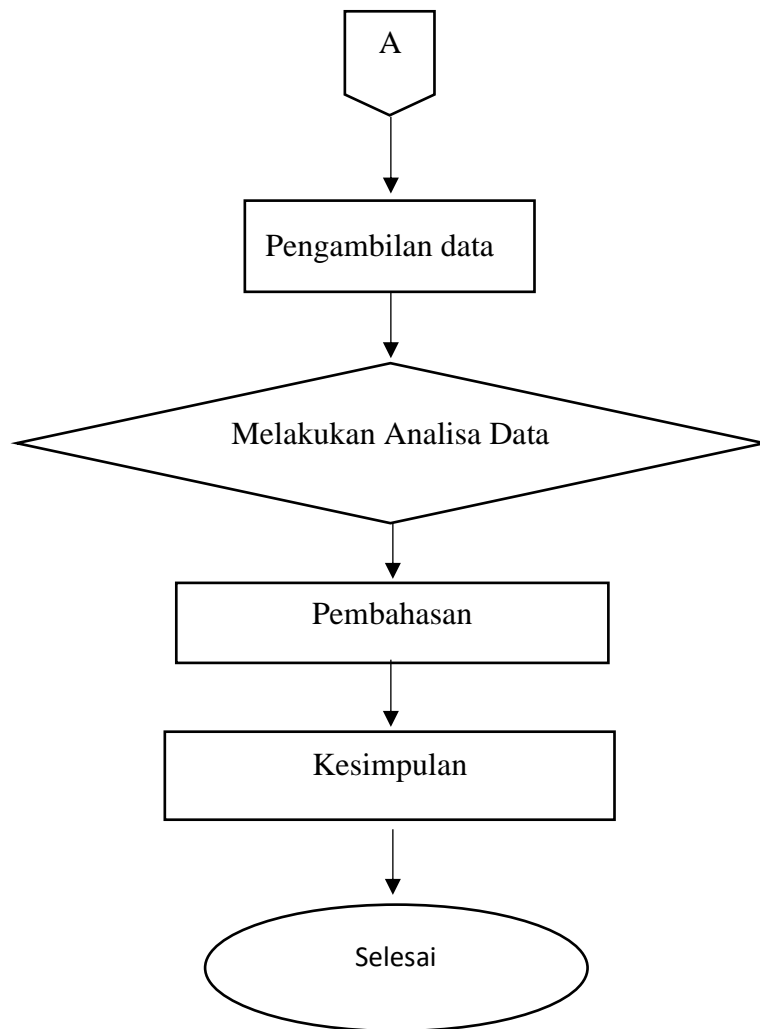 A
Pengambilan data
Melakukan Analisa Data
Pembahasan
Kesimpulan
Selesai